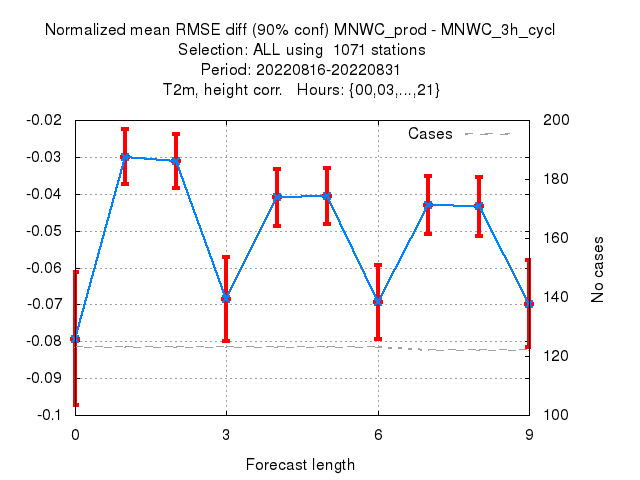 Normalized mean RMSE diff (90% conf) MNWC_prod - MNWC_3h_cycl
Selection: ALL using  1071 stations
Period: 20220816-20220831
T2m, height corr.   Hours: {00,03,...,21}
Cases
-0.02
-0.03
-0.04
-0.05
-0.06
-0.07
-0.08
-0.09
-0.1
200
180
160
140
120
100
No cases
0
3
6
9
Forecast length